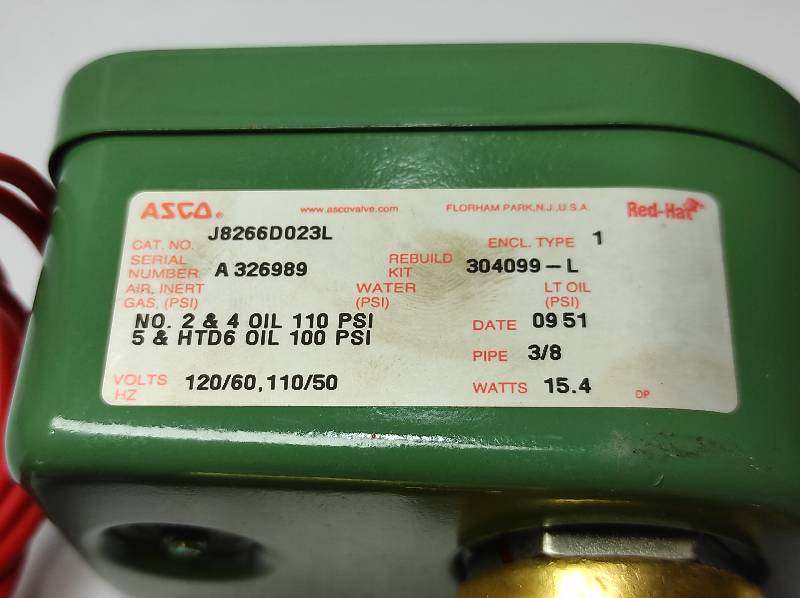 ASCO® www.ascovalve.com FLORHAM PARK, N.J., U.S.A. Red-Hat
CAT. NO. J8266D023L ENCL. TYPE 1
SERIAL NUMBER A 326989 REBUILD KIT 304099-L
AIR, INERT GAS, (PSI) WATER (PSI) LT OIL (PSI)
NO. 2 & 4 OIL 110 PSI
5 & HTD6 OIL 100 PSI
DATE 0951
PIPE 3/8
VOLTS HZ 120/60, 110/50 WATTS 15.4 DP